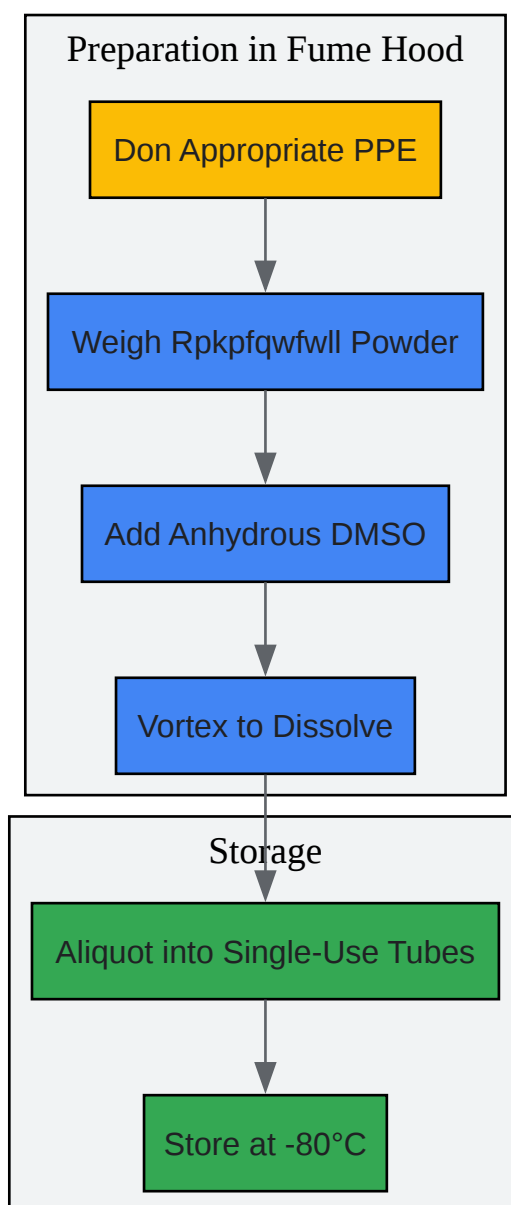 Preparation in Fume Hood
Don Appropriate PPE
Weigh Rpkpfqwfwll Powder
Add Anhydrous DMSO
Vortex to Dissolve
Storage
Aliquot into Single-Use Tubes
Store at -80°C